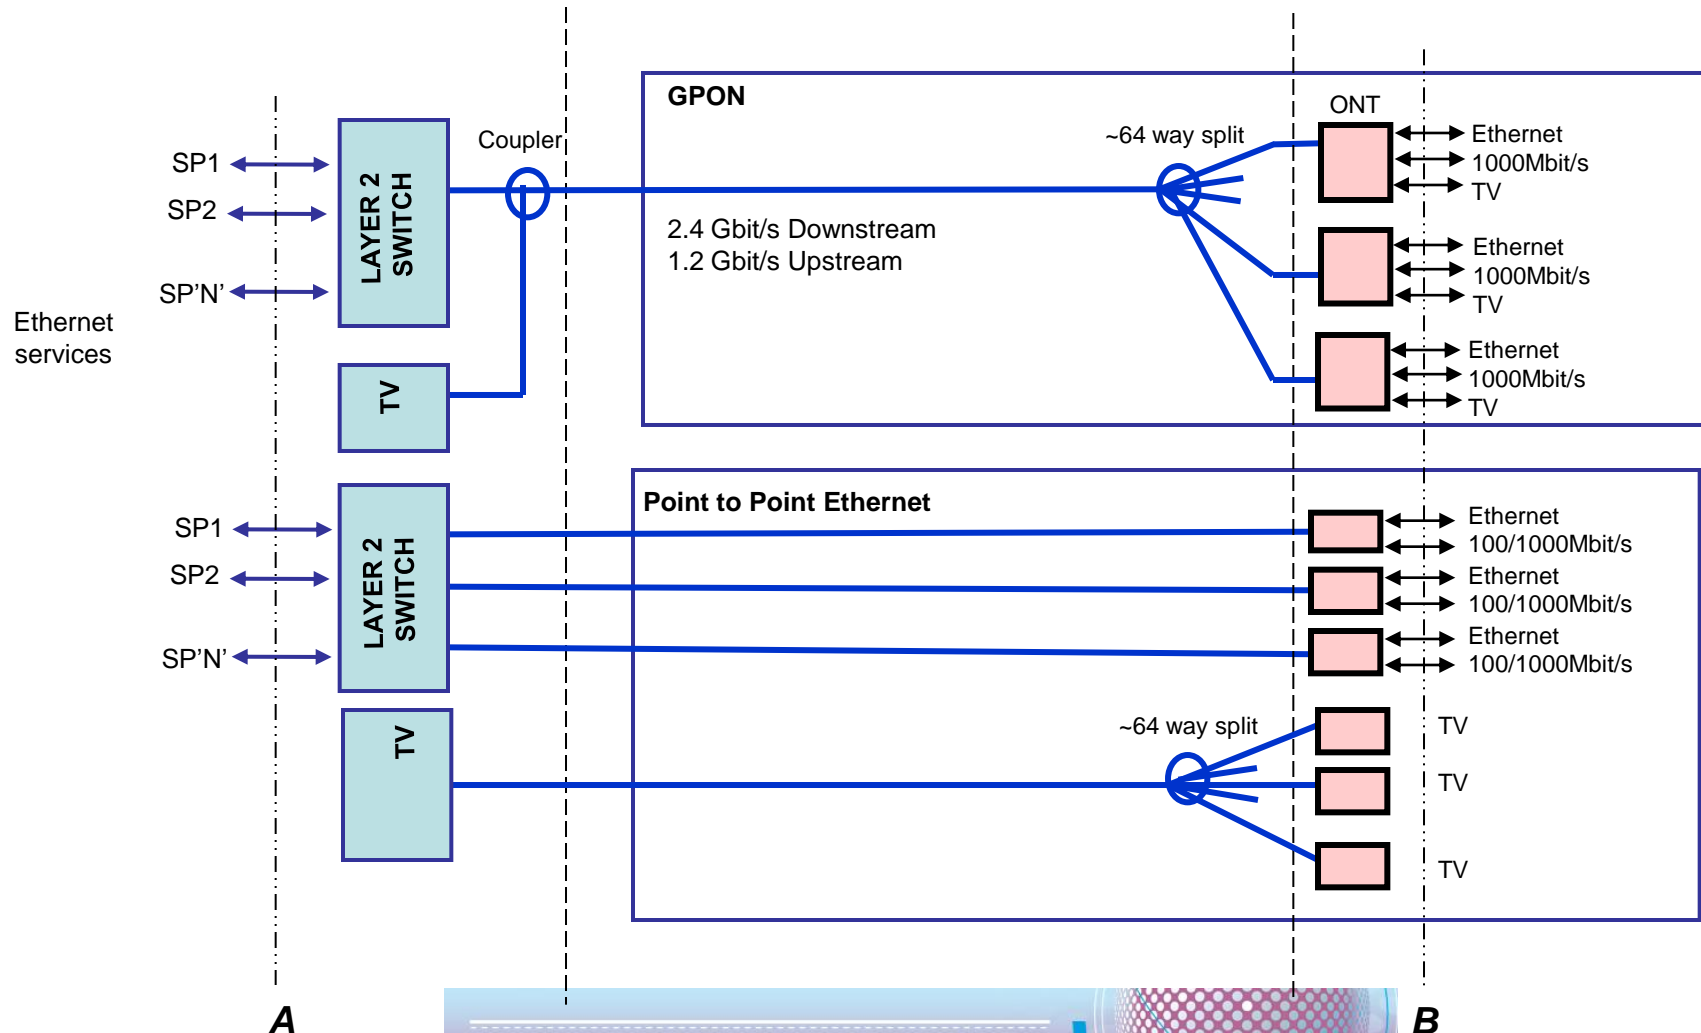 Ethernet
services
SP1
SP2
SP'N'
LAYER 2
SWITCH
TV
Coupler
GPON
2.4 Gbit/s Downstream
1.2 Gbit/s Upstream
~64 way split
ONT
Ethernet
1000Mbit/s
TV
Ethernet
1000Mbit/s
TV
Ethernet
1000Mbit/s
TV
SP1
SP2
SP'N'
LAYER 2
SWITCH
TV
Point to Point Ethernet
Ethernet
100/1000Mbit/s
Ethernet
100/1000Mbit/s
Ethernet
100/1000Mbit/s
~64 way split
TV
TV
TV
A
B